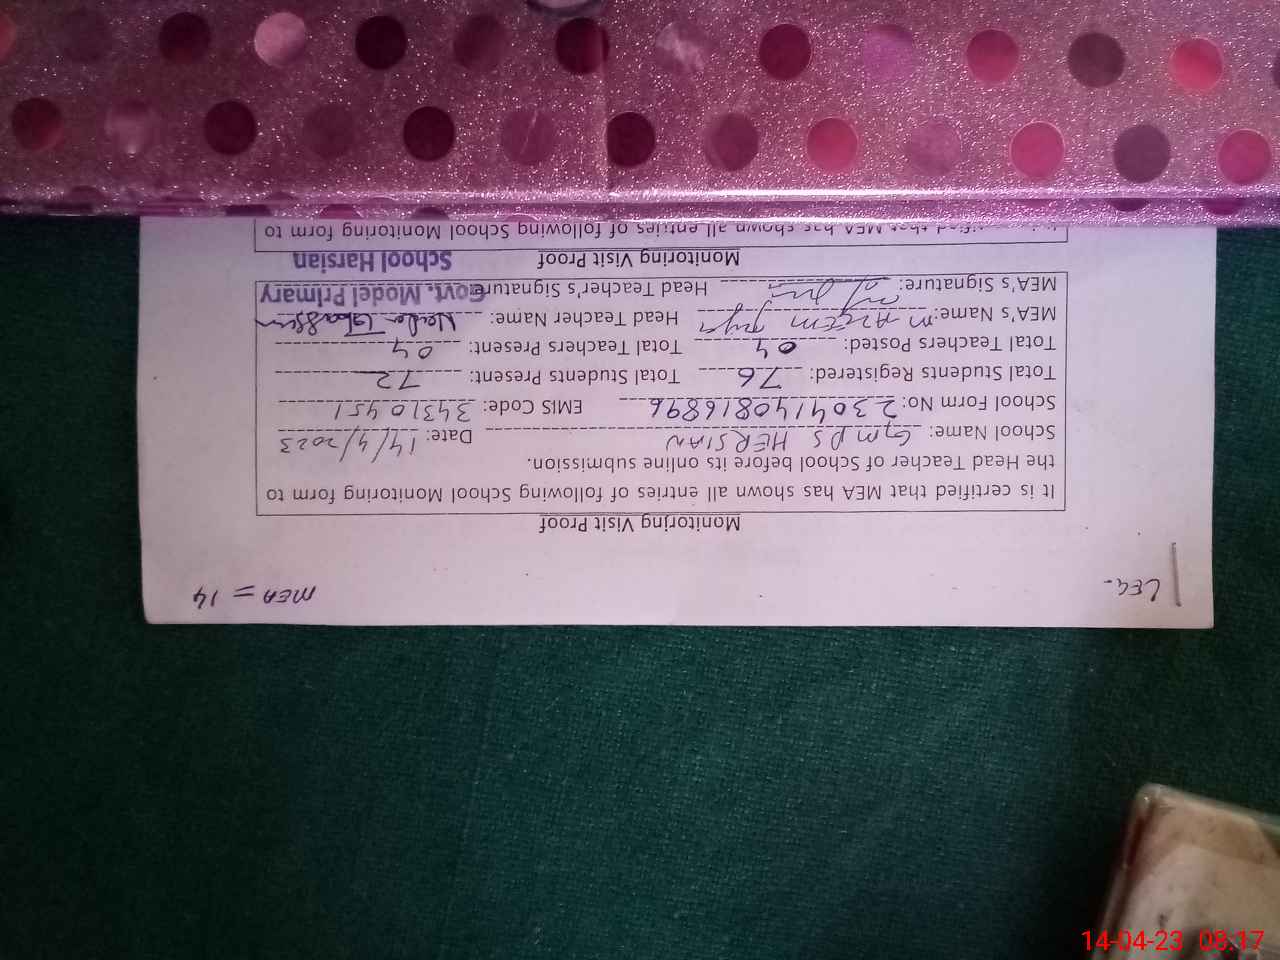 LEQ.
MEA = 14
Monitoring Visit Proof
It is certified that MEA has shown all entries of following School Monitoring form to
the Head Teacher of School before its online submission.
School Name: GMPS HERSIAN Date: 14/4/2023
School Form No: 2304140816896 EMIS Code: 34310451
Total Students Registered: 76 Total Students Present: 72
Total Teachers Posted: 04 Total Teachers Present: 04
MEA's Name: M AZEEM Head Teacher Name:
MEA's Signature: Head Teacher's Signature:
Govt. Model Primary
School Harsian
Monitoring Visit Proof
that MEA has shown all entries of following School Monitoring form to
14-04-23 08:17